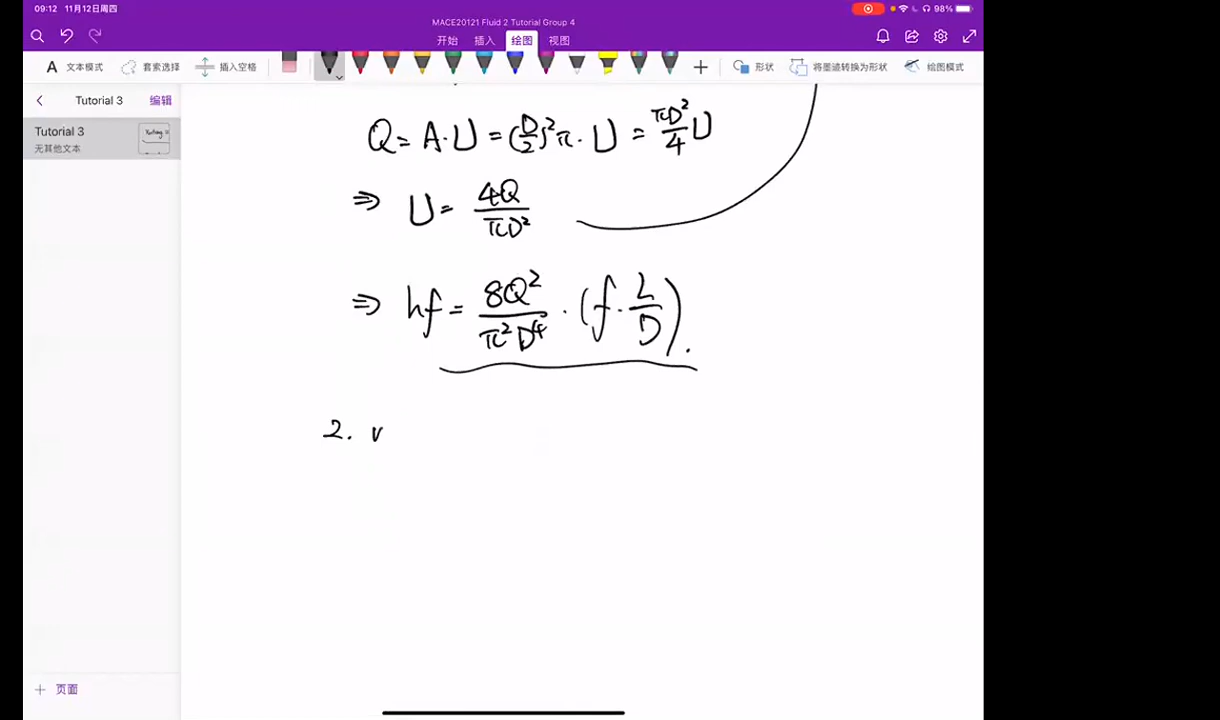 09:12 11月12日周四
98%
MACE20121 Fluid 2 Tutorial Group 4
开始 插入 绘图 视图
A 文本模式 套索选择 插入空格 形状 将墨迹转换为形状 绘图模式
Tutorial 3 编辑
Tutorial 3
无其他文本
Q = A·U = (D/2)²π · U = πD²/4 U
⇒ U = 4Q/πD²
⇒ hf = 8Q²/π²D⁴ · (f · L/D).
2. v
+ 页面